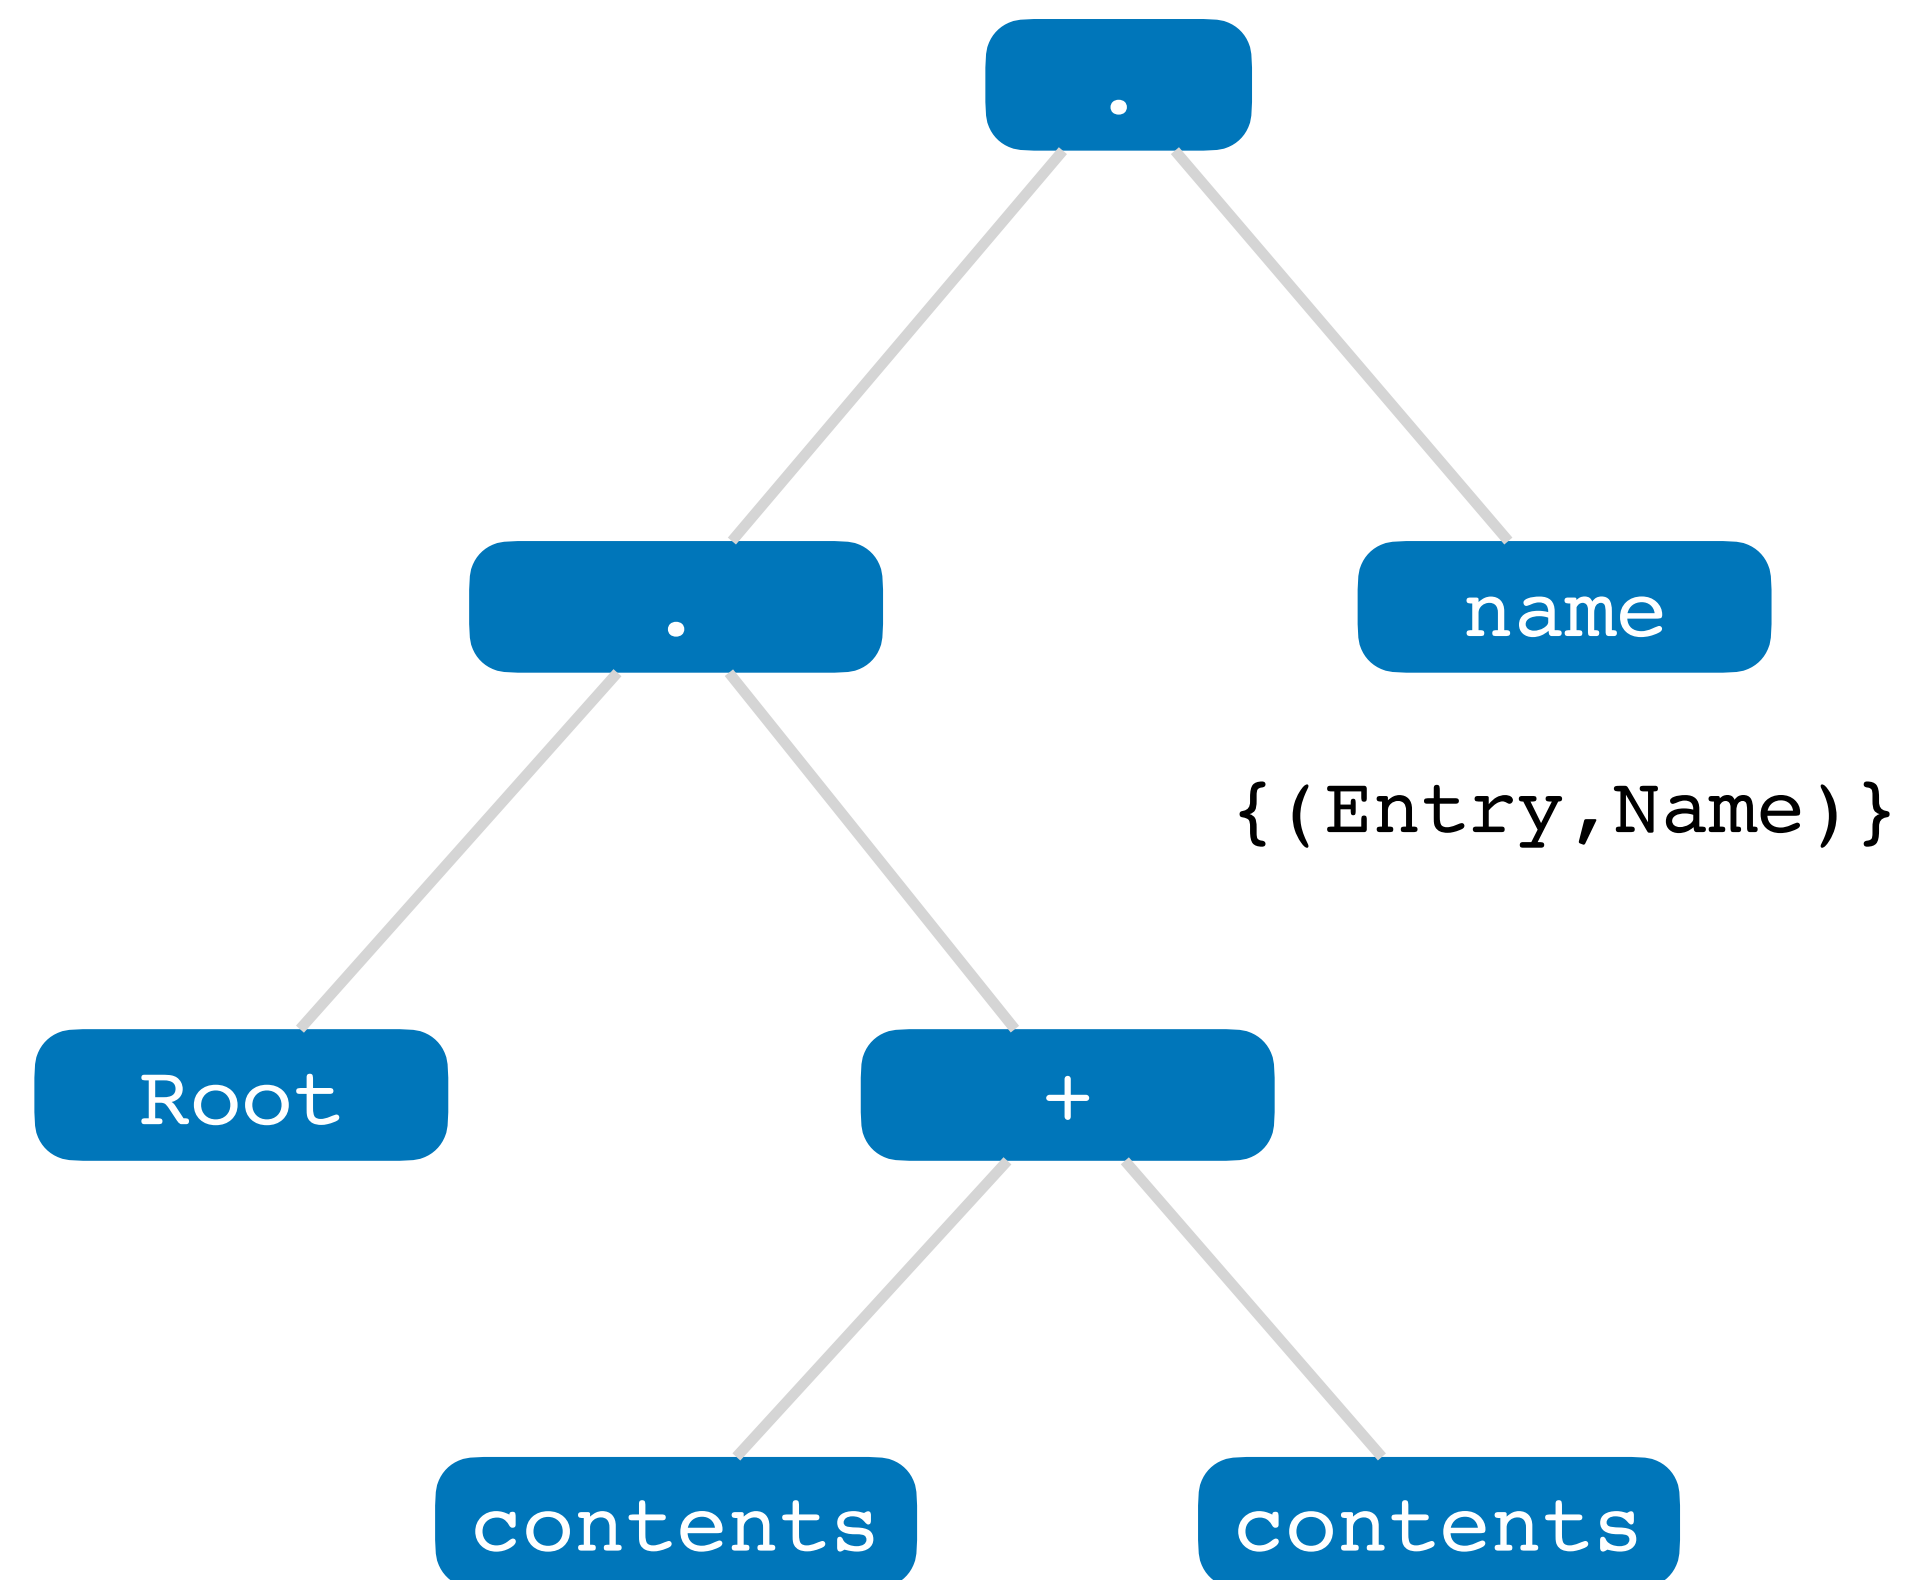 .
. name
{(Entry,Name)}
Root +
contents contents